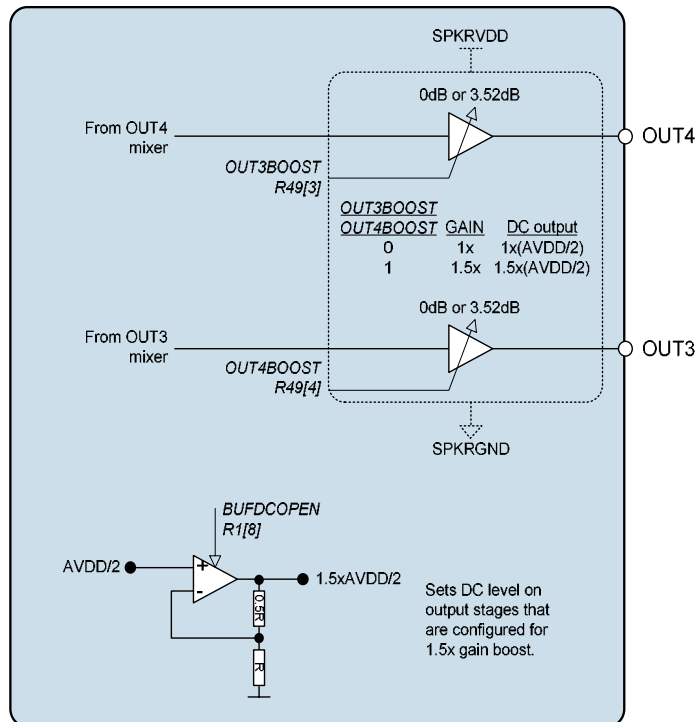 SPKRVDD
0dB or 3.52dB
From OUT4
mixer
OUT4
OUT3BOOST
R49[3]
OUT3BOOST
OUT4BOOST GAIN DC output
0 1x 1x(AVDD/2)
1 1.5x 1.5x(AVDD/2)
0dB or 3.52dB
From OUT3
mixer
OUT3
OUT4BOOST
R49[4]
SPKRGND
BUFDCOPEN
R1[8]
AVDD/2
+
-
1.5xAVDD/2
0.5R
R
Sets DC level on
output stages that
are configured for
1.5x gain boost.